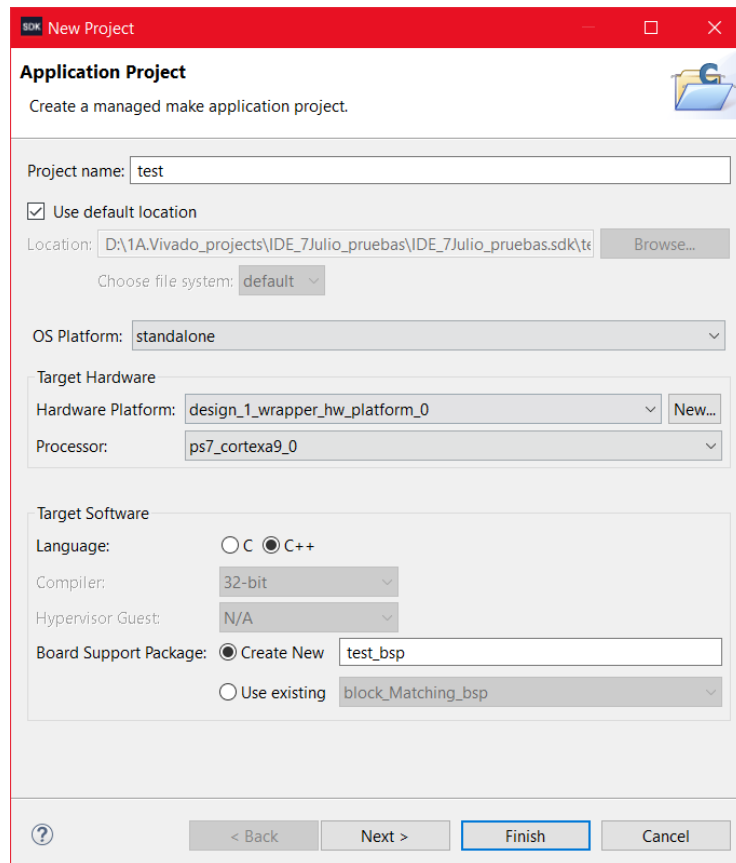 SDK New Project
Application Project
Create a managed make application project.
Project name: test
Use default location
Location: D:\1A.Vivado_projects\IDE_7Julio_pruebas\IDE_7Julio_pruebas.sdk\te Browse...
Choose file system: default
OS Platform: standalone
Target Hardware
Hardware Platform: design_1_wrapper_hw_platform_0 New...
Processor: ps7_cortexa9_0
Target Software
Language: C C++
Compiler: 32-bit
Hypervisor Guest: N/A
Board Support Package: Create New test_bsp
Use existing block_Matching_bsp
? < Back Next > Finish Cancel